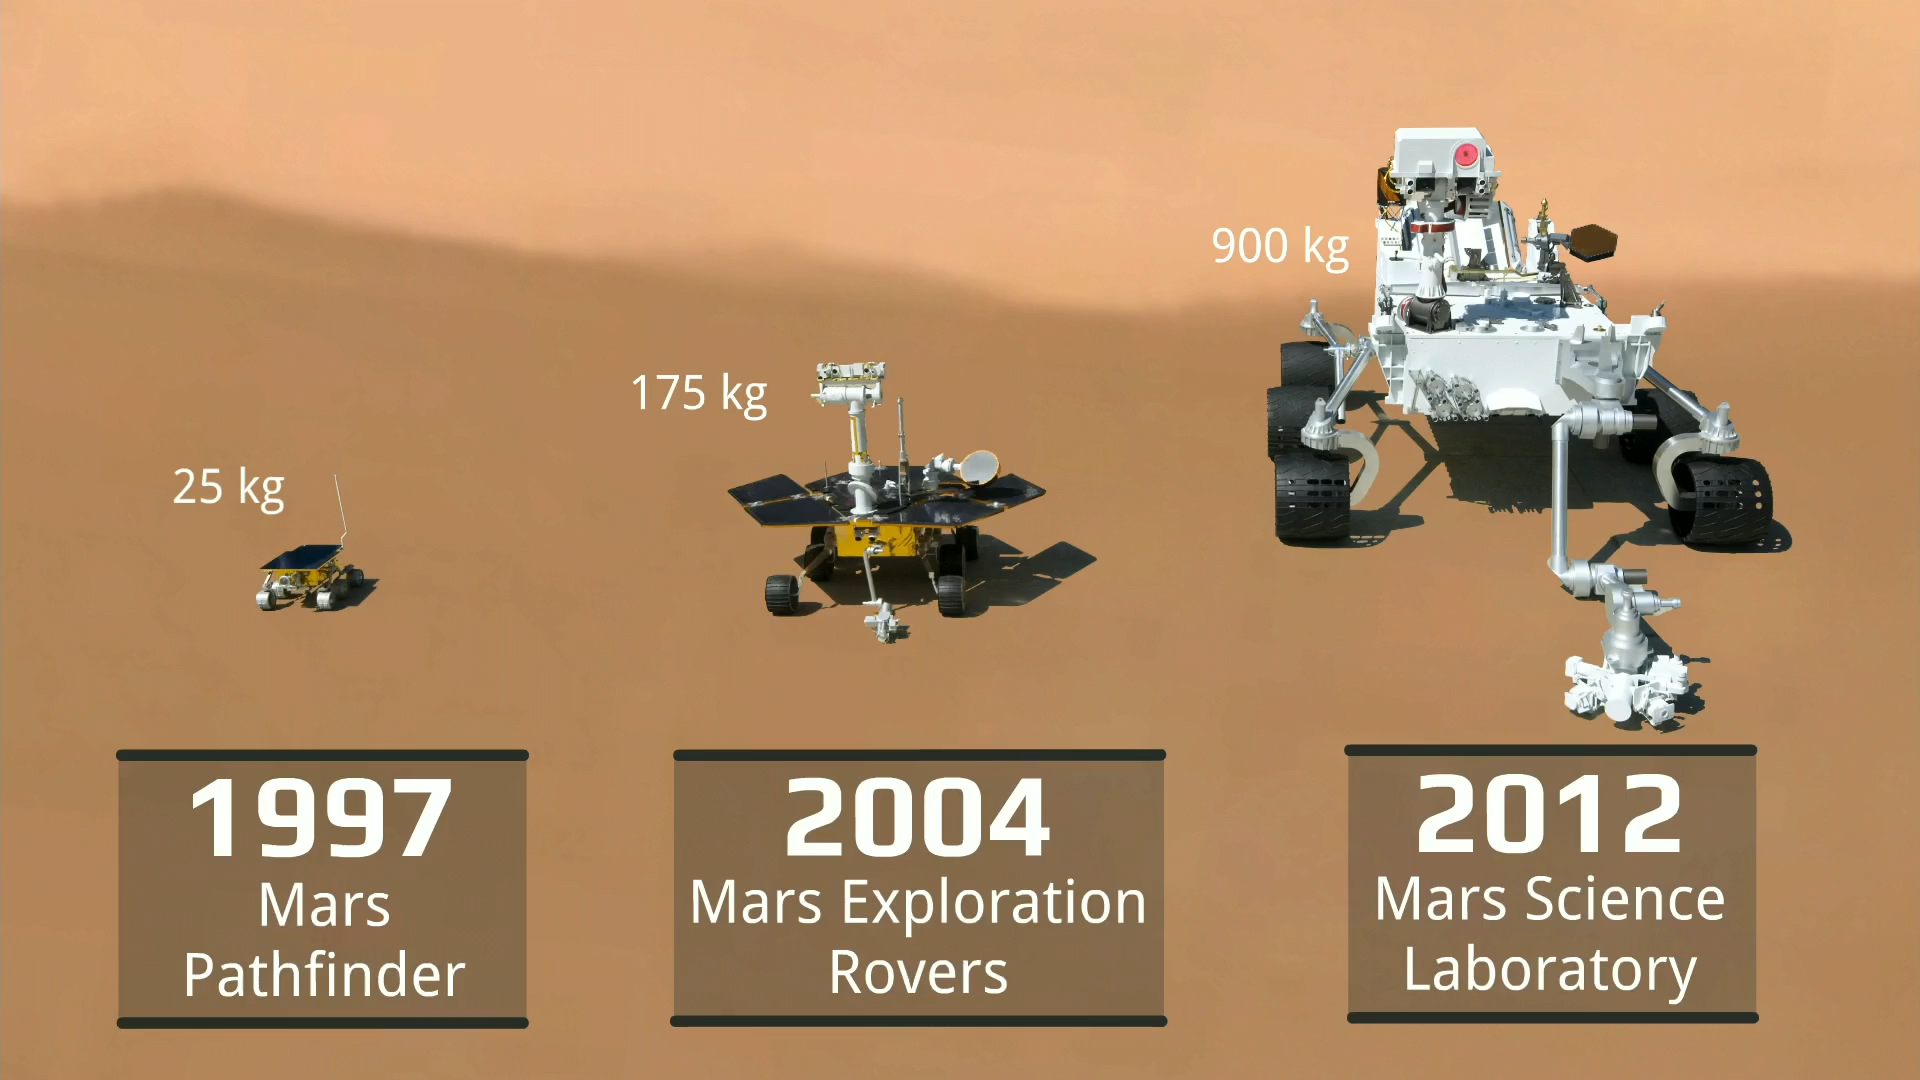 900 kg
175 kg
25 kg
1997
Mars
Pathfinder
2004
Mars Exploration
Rovers
2012
Mars Science
Laboratory